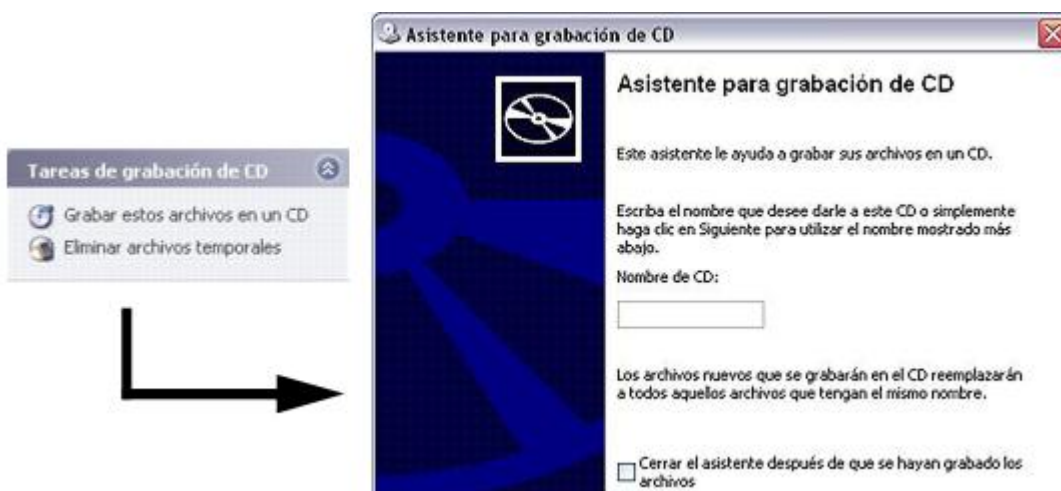 Tareas de grabación de CD
Grabar estos archivos en un CD
Eliminar archivos temporales
Asistente para grabación de CD
Asistente para grabación de CD
Este asistente le ayuda a grabar sus archivos en un CD.
Escriba el nombre que desee darle a este CD o simplemente
haga clic en Siguiente para utilizar el nombre mostrado más
abajo.
Nombre de CD:
Los archivos nuevos que se grabarán en el CD reemplazarán
a todos aquellos archivos que tengan el mismo nombre.
Cerrar el asistente después de que se hayan grabado los
archivos